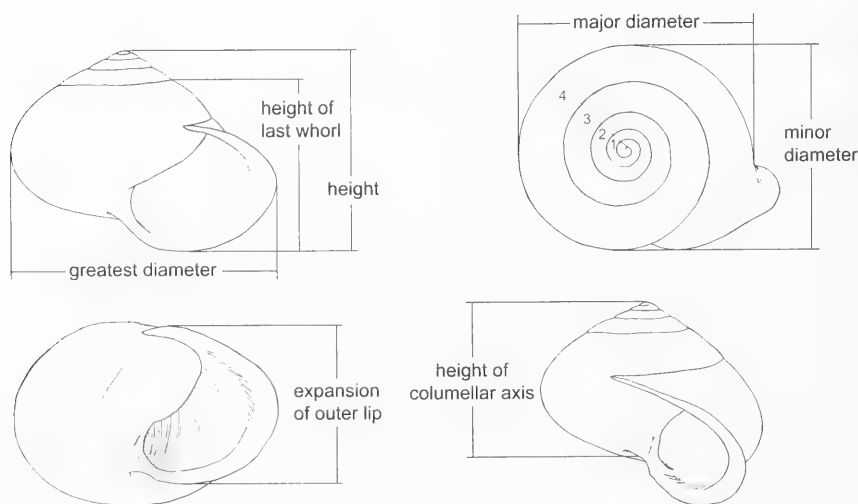 major diameter
height of
last whorl
height
greatest diameter
4
3
2
1
minor
diameter
expansion
of outer lip
height of
columellar axis